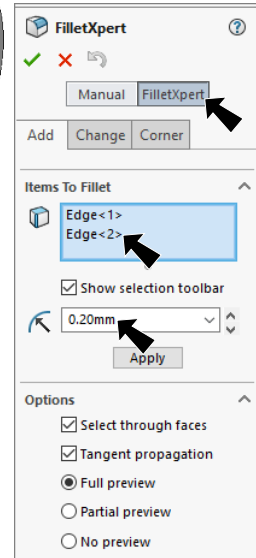 FilletXpert
Manual FilletXpert
Add Change Corner
Items To Fillet
Edge<1>
Edge<2>
Show selection toolbar
0.20mm
Apply
Options
Select through faces
Tangent propagation
Full preview
Partial preview
No preview